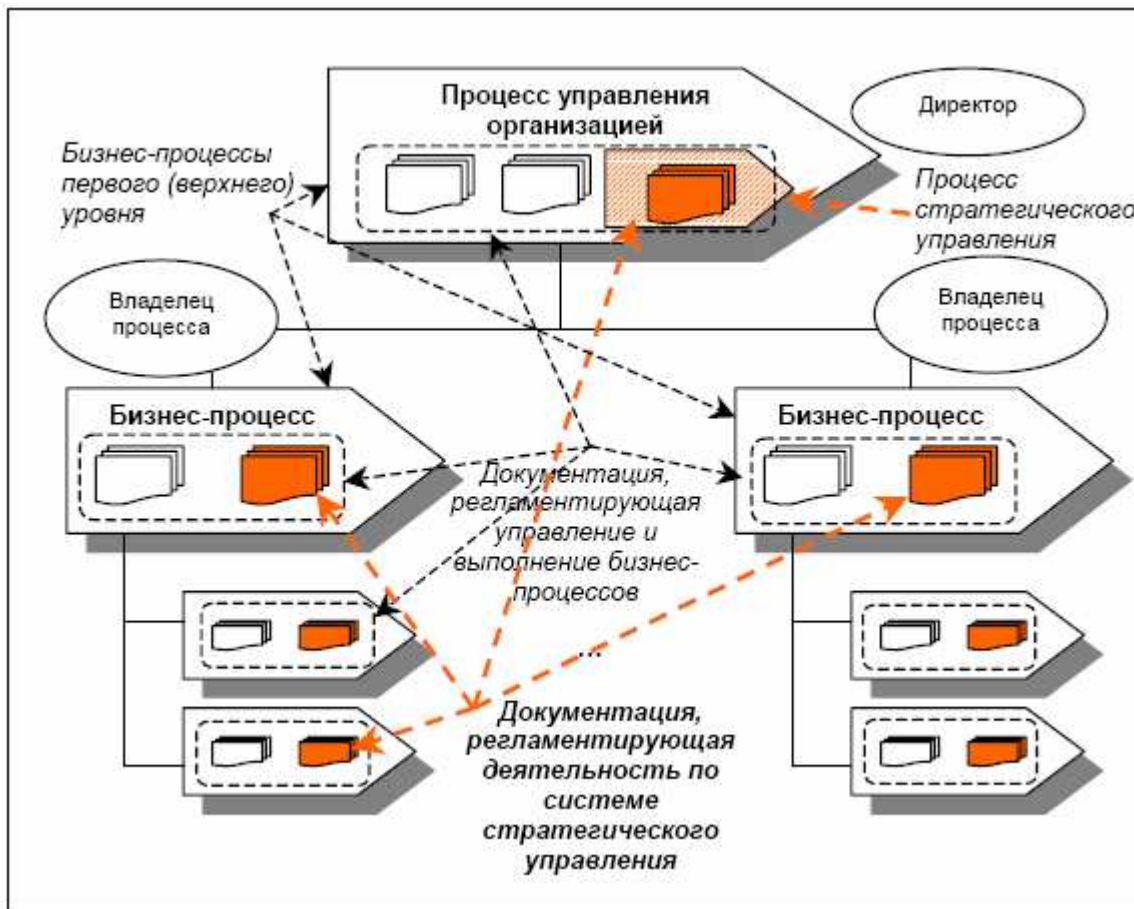 Процесс управления
организацией
Директор
Бизнес-процессы
первого (верхнего)
уровня
Процесс
стратегического
управления
Владелец
процесса
Владелец
процесса
Бизнес-процесс
Бизнес-процесс
Документация,
регламентирующая
управление и
выполнение бизнес-
процессов
...
Документация,
регламентирующая
деятельность по
системе
стратегического
управления